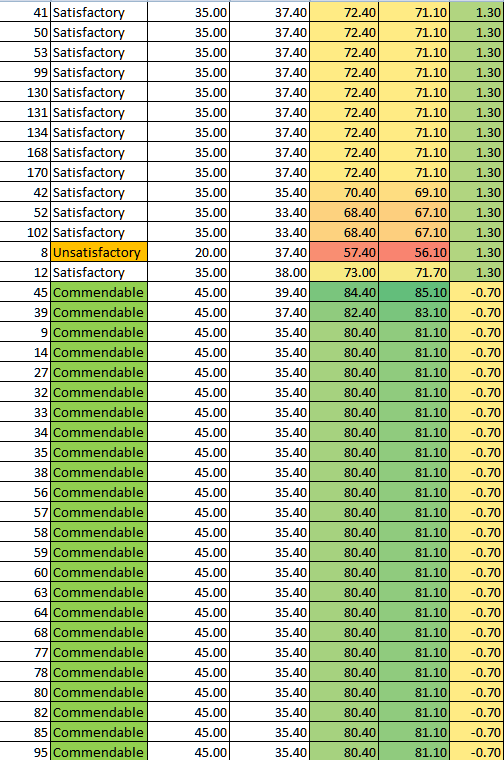 41 Satisfactory 35.00 37.40 72.40 71.10 1.30
50 Satisfactory 35.00 37.40 72.40 71.10 1.30
53 Satisfactory 35.00 37.40 72.40 71.10 1.30
99 Satisfactory 35.00 37.40 72.40 71.10 1.30
130 Satisfactory 35.00 37.40 72.40 71.10 1.30
131 Satisfactory 35.00 37.40 72.40 71.10 1.30
134 Satisfactory 35.00 37.40 72.40 71.10 1.30
168 Satisfactory 35.00 37.40 72.40 71.10 1.30
170 Satisfactory 35.00 37.40 72.40 71.10 1.30
42 Satisfactory 35.00 35.40 70.40 69.10 1.30
52 Satisfactory 35.00 33.40 68.40 67.10 1.30
102 Satisfactory 35.00 33.40 68.40 67.10 1.30
8 Unsatisfactory 20.00 37.40 57.40 56.10 1.30
12 Satisfactory 35.00 38.00 73.00 71.70 1.30
45 Commendable 45.00 39.40 84.40 85.10 -0.70
39 Commendable 45.00 37.40 82.40 83.10 -0.70
9 Commendable 45.00 35.40 80.40 81.10 -0.70
14 Commendable 45.00 35.40 80.40 81.10 -0.70
27 Commendable 45.00 35.40 80.40 81.10 -0.70
32 Commendable 45.00 35.40 80.40 81.10 -0.70
33 Commendable 45.00 35.40 80.40 81.10 -0.70
34 Commendable 45.00 35.40 80.40 81.10 -0.70
35 Commendable 45.00 35.40 80.40 81.10 -0.70
38 Commendable 45.00 35.40 80.40 81.10 -0.70
56 Commendable 45.00 35.40 80.40 81.10 -0.70
57 Commendable 45.00 35.40 80.40 81.10 -0.70
58 Commendable 45.00 35.40 80.40 81.10 -0.70
59 Commendable 45.00 35.40 80.40 81.10 -0.70
60 Commendable 45.00 35.40 80.40 81.10 -0.70
63 Commendable 45.00 35.40 80.40 81.10 -0.70
64 Commendable 45.00 35.40 80.40 81.10 -0.70
68 Commendable 45.00 35.40 80.40 81.10 -0.70
77 Commendable 45.00 35.40 80.40 81.10 -0.70
78 Commendable 45.00 35.40 80.40 81.10 -0.70
80 Commendable 45.00 35.40 80.40 81.10 -0.70
82 Commendable 45.00 35.40 80.40 81.10 -0.70
85 Commendable 45.00 35.40 80.40 81.10 -0.70
95 Commendable 45.00 35.40 80.40 81.10 -0.70